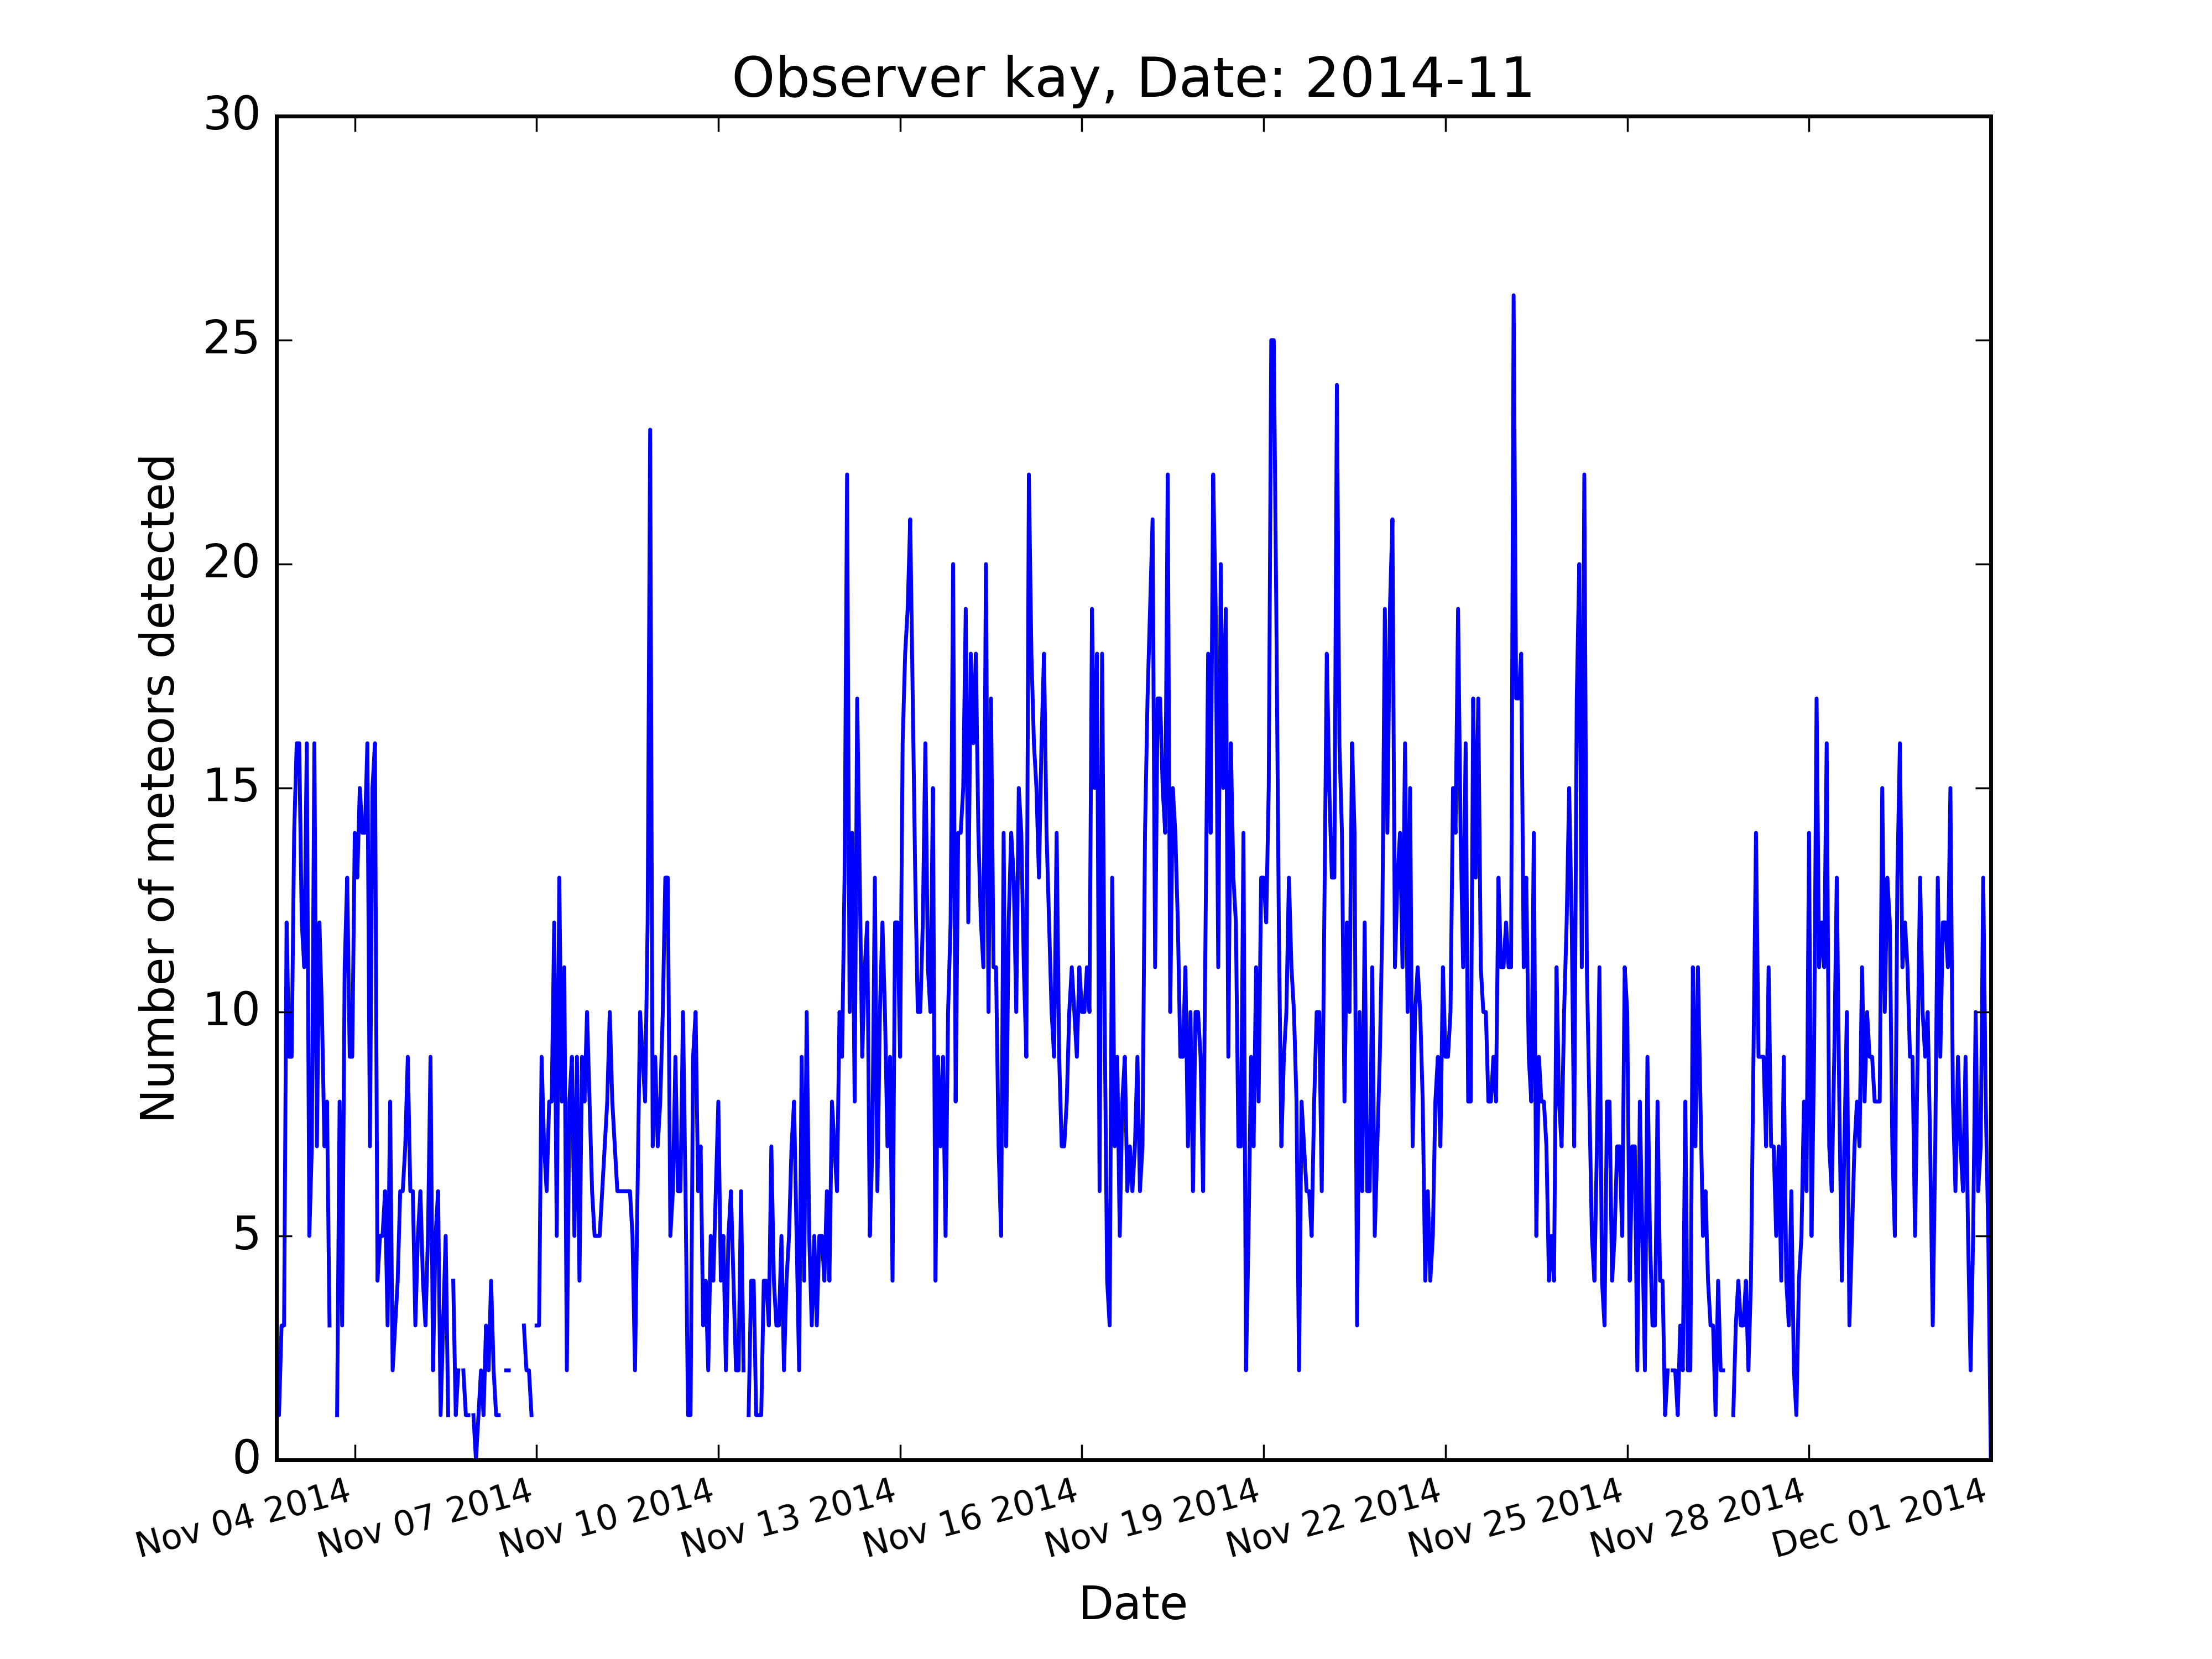 Observer kay, Date: 2014-11
30
25
20
15
10
5
0
Number of meteors detected
Nov 04 2014
Nov 07 2014
Nov 10 2014
Nov 13 2014
Nov 16 2014
Nov 19 2014
Nov 22 2014
Nov 25 2014
Nov 28 2014
Dec 01 2014
Date